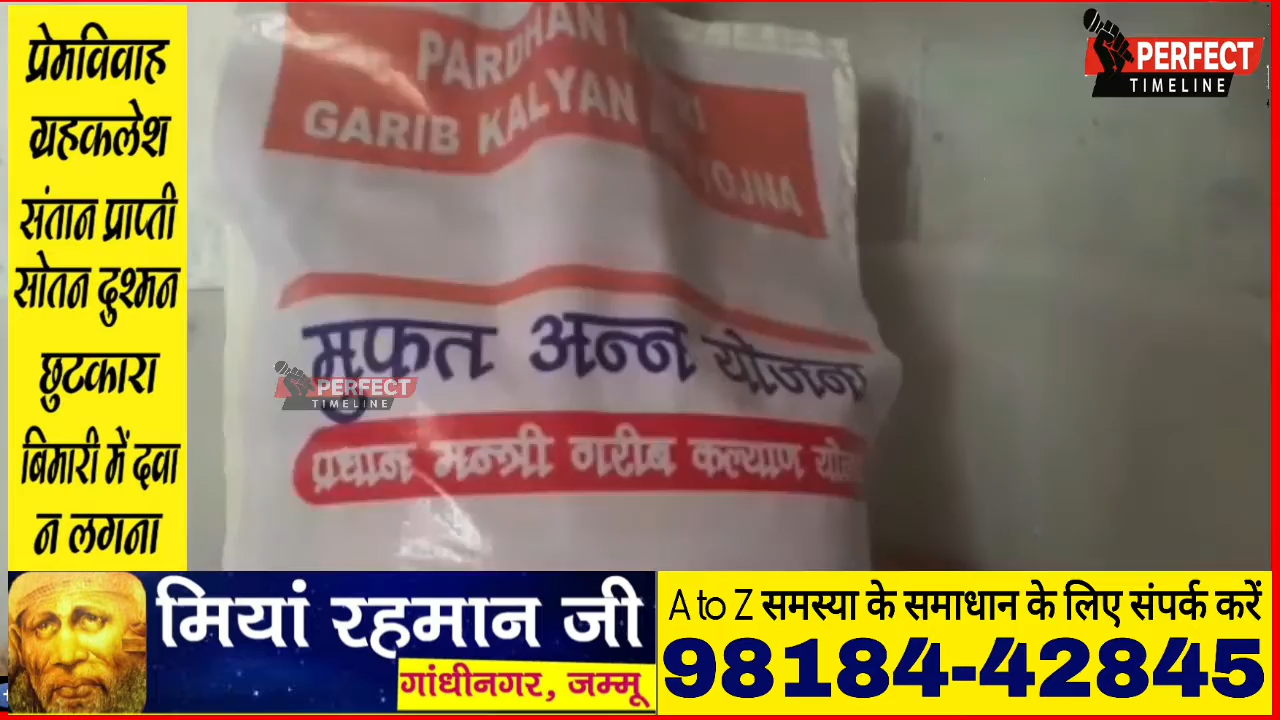 प्रेमविवाह
ग्रहकलेश
संतान प्राप्ती
सोतन दुश्मन
छुटकारा
बिमारी में दवा
न लगना
PERFECT
TIMELINE
PARDHAN
GARIB KALYAN
YOJNA
मुफत अन्न योजना
PERFECT
TIMELINE
प्रधान मन्त्री गरीब कल्याण
मियां रहमान जी
गांधीनगर, जम्मू
A to Z समस्या के समाधान के लिए संपर्क करें
98184-42845